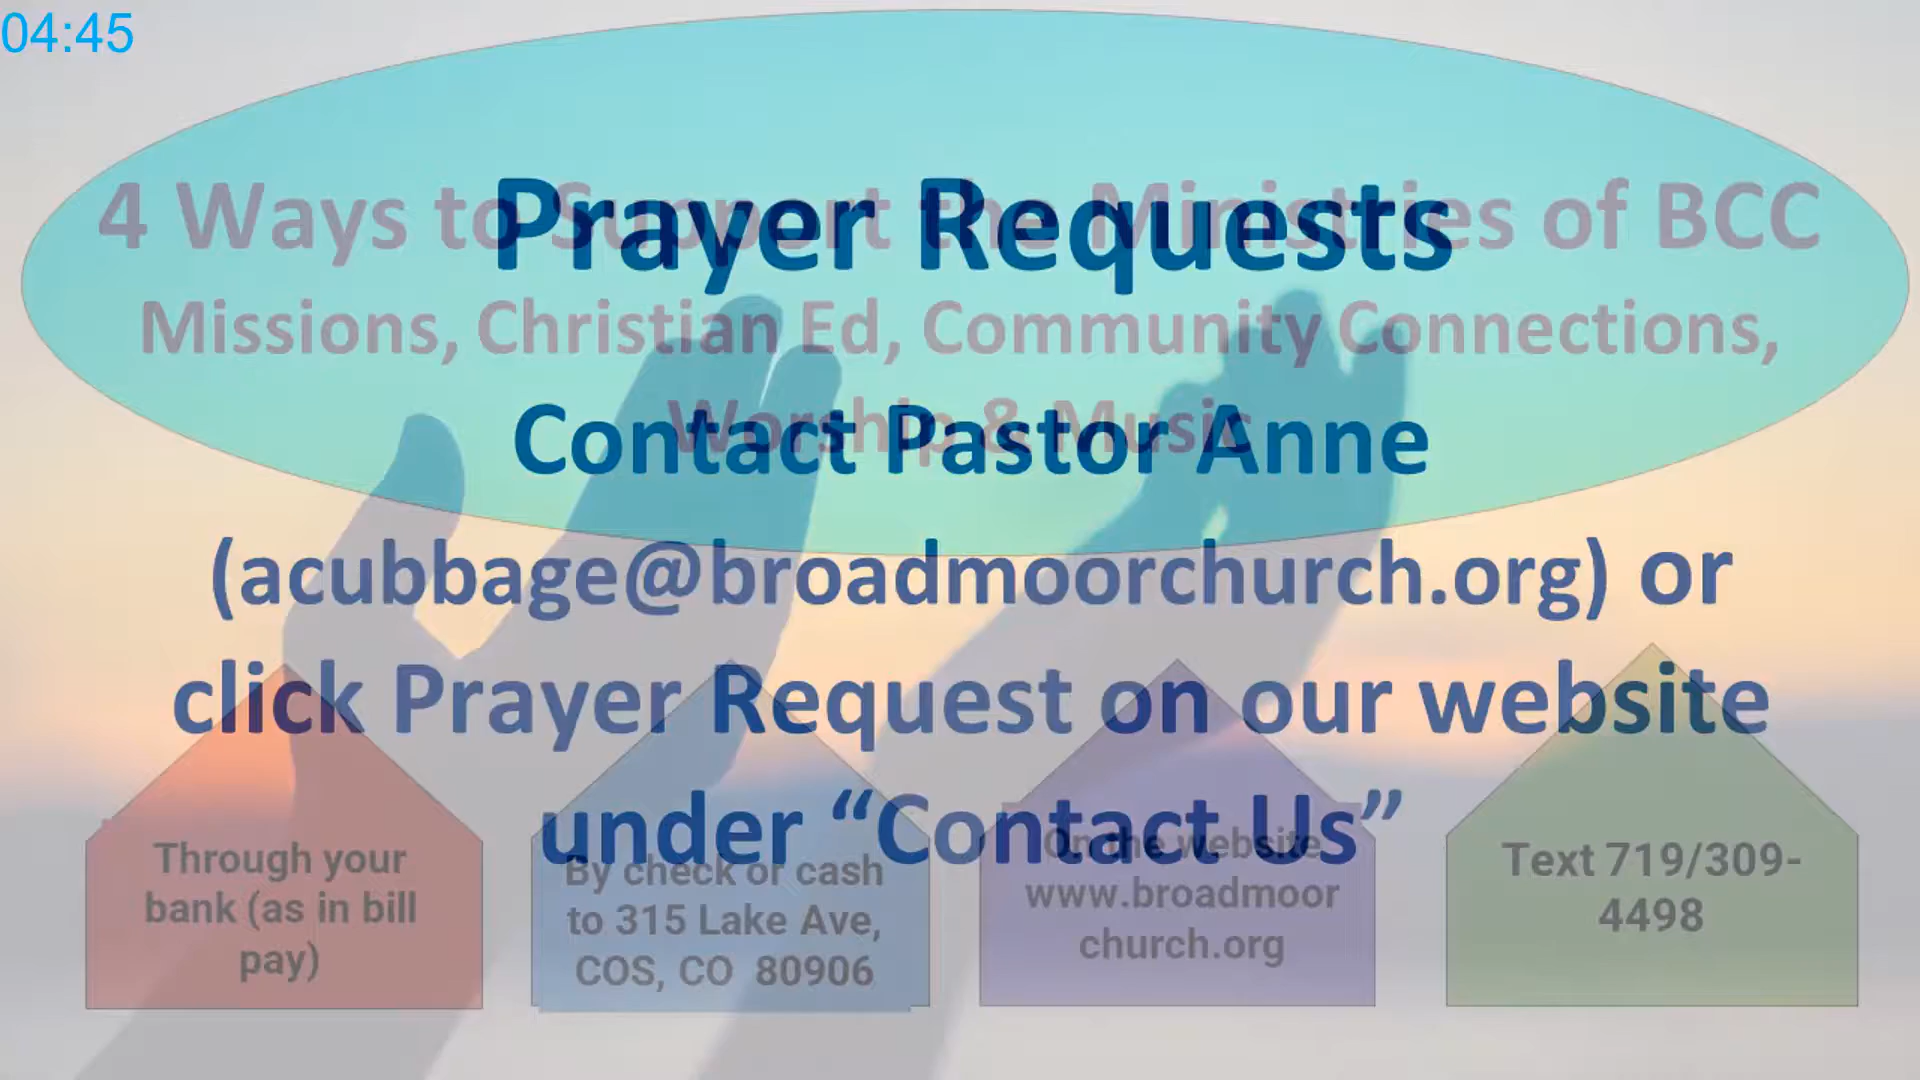 04:45
Prayer Requests
Contact Pastor Anne
(acubbage@broadmoorchurch.org) or
click Prayer Request on our website
under “Contact Us”
4 Ways to Support the Ministries of BCC
Missions, Christian Ed, Community Connections,
Worship & Music
Through your
bank (as in bill
pay)
By check or cash
to 315 Lake Ave,
COS, CO 80906
On the website
www.broadmoor
church.org
Text 719/309-
4498